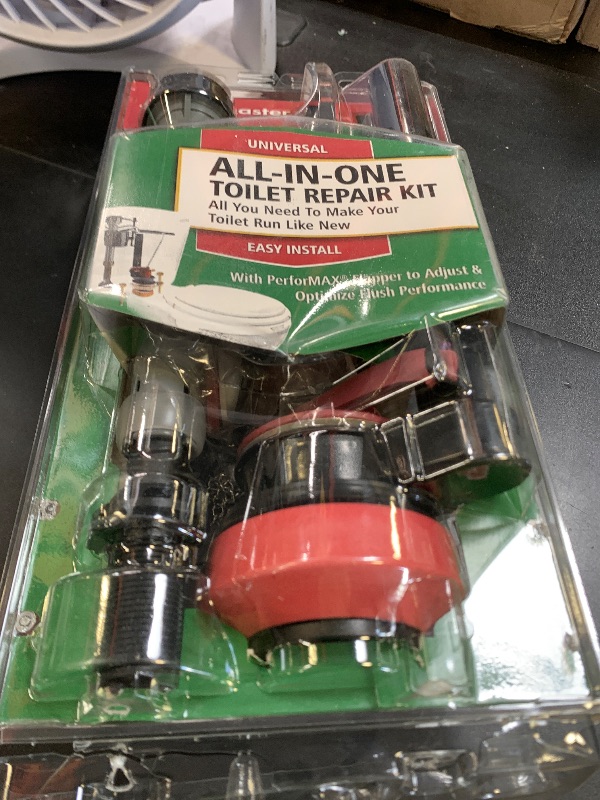 aster
UNIVERSAL
ALL-IN-ONE
TOILET REPAIR KIT
All You Need To Make Your
Toilet Run Like New
EASY INSTALL
With PerforMAX® Flapper to Adjust &
Optimize Flush Performance